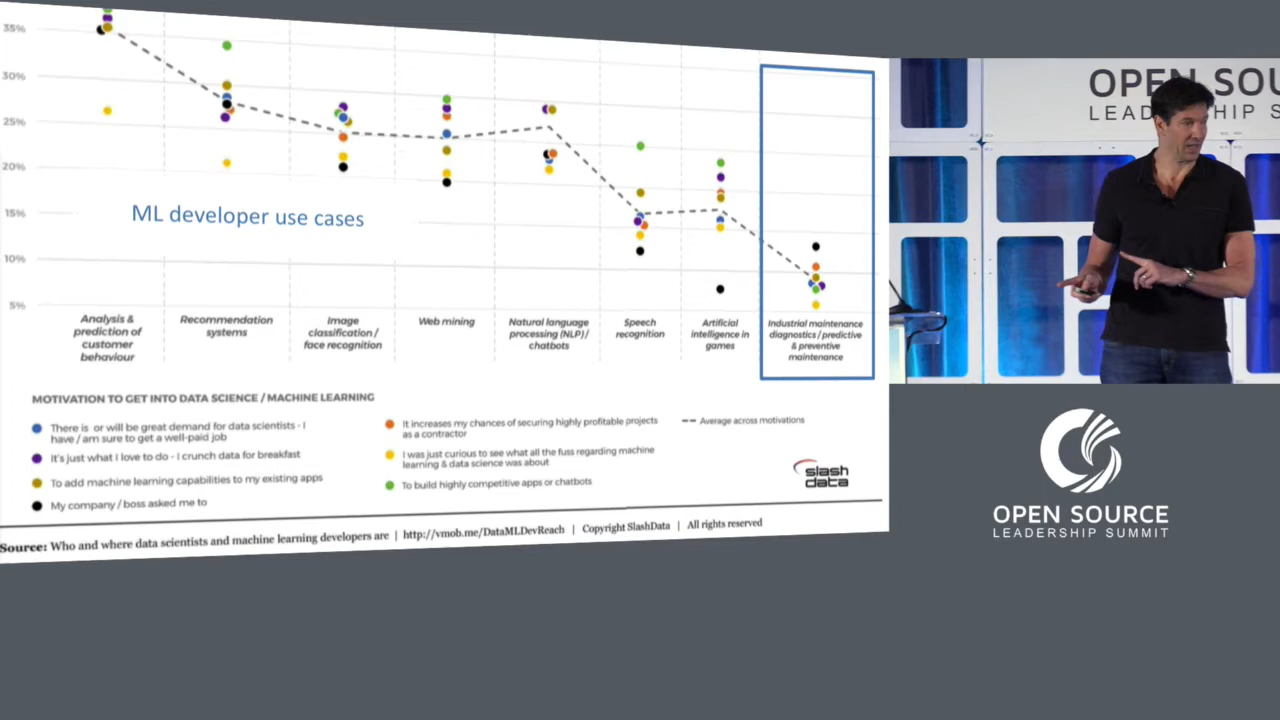 35%
30%
25%
20%
15%
10%
5%
ML developer use cases
Analysis &
prediction of
customer
behaviour
Recommendation
systems
Image
classification /
face recognition
Web mining
Natural language
processing (NLP) /
chatbots
Speech
recognition
Artificial
intelligence in
games
Industrial maintenance
diagnostics / predictive
& preventive
maintenance
MOTIVATION TO GET INTO DATA SCIENCE / MACHINE LEARNING
There is or will be great demand for data scientists - I
have / am sure to get a well-paid job
It's just what I love to do - I crunch data for breakfast
To add machine learning capabilities to my existing apps
My company / boss asked me to
It increases my chances of securing highly profitable projects
as a contractor
I was just curious to see what all the fuss regarding machine
learning & data science was about
To build highly competitive apps or chatbots
Average across motivations
slash
data
Source: Who and where data scientists and machine learning developers are | http://vmob.me/DataMLDevReach | Copyright SlashData | All rights reserved
OPEN SOU
LEADERSHIP S
OPEN SOURCE
LEADERSHIP SUMMIT